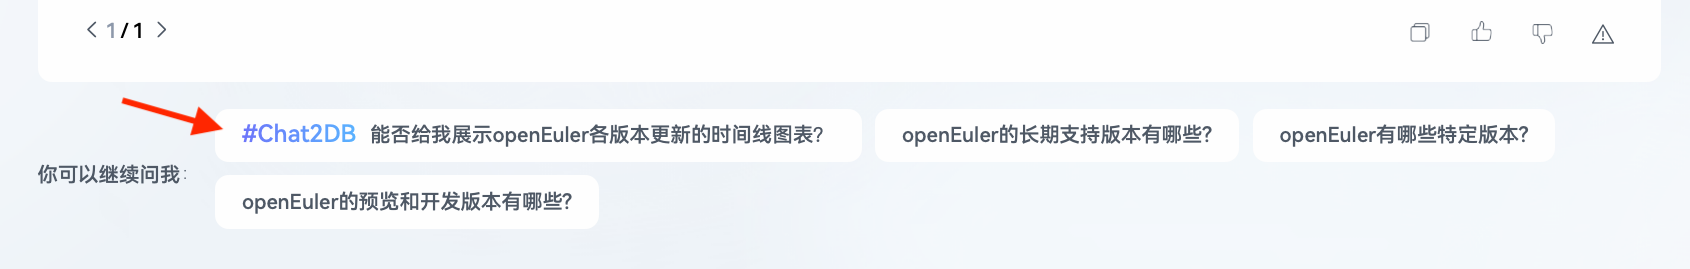 1/1
#Chat2DB 能否给我展示openEuler各版本更新的时间线图表?
openEuler的长期支持版本有哪些?
openEuler有哪些特定版本?
你可以继续问我:
openEuler的预览和开发版本有哪些?